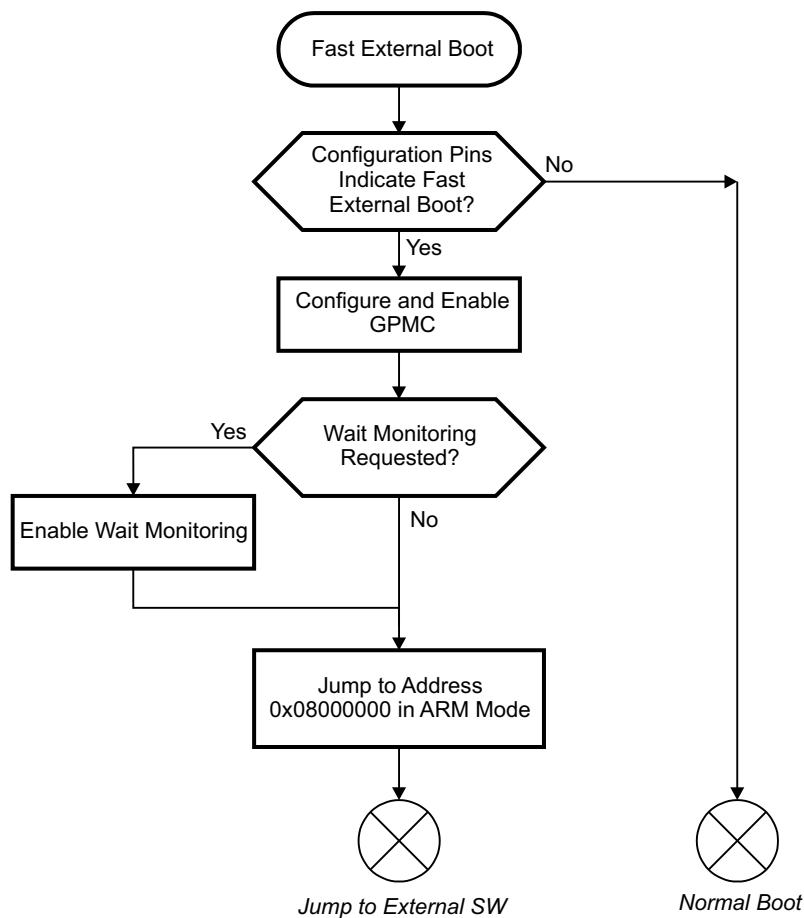 Fast External Boot
Configuration Pins
Indicate Fast
External Boot?
No
Yes
Configure and Enable
GPMC
Yes
Wait Monitoring
Requested?
Enable Wait Monitoring
No
Jump to Address
0x08000000 in ARM Mode
Jump to External SW
Normal Boot